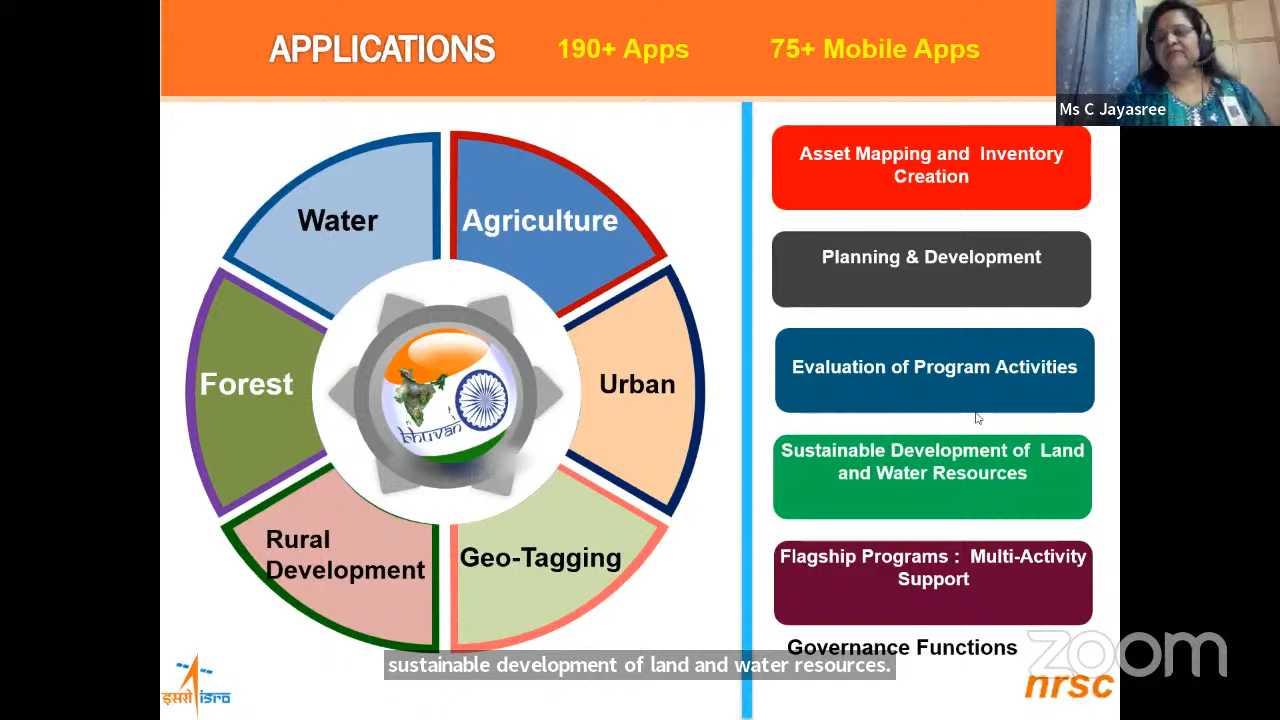 APPLICATIONS 190+ Apps 75+ Mobile Apps
Ms C Jayasree
Water
Agriculture
Forest
Urban
bhuvan
Rural
Development
Geo-Tagging
Asset Mapping and Inventory
Creation
Planning & Development
Evaluation of Program Activities
Sustainable Development of Land
and Water Resources
Flagship Programs : Multi-Activity
Support
Governance Functions
sustainable development of land and water resources.
zoom
इसरो isro
nrsc